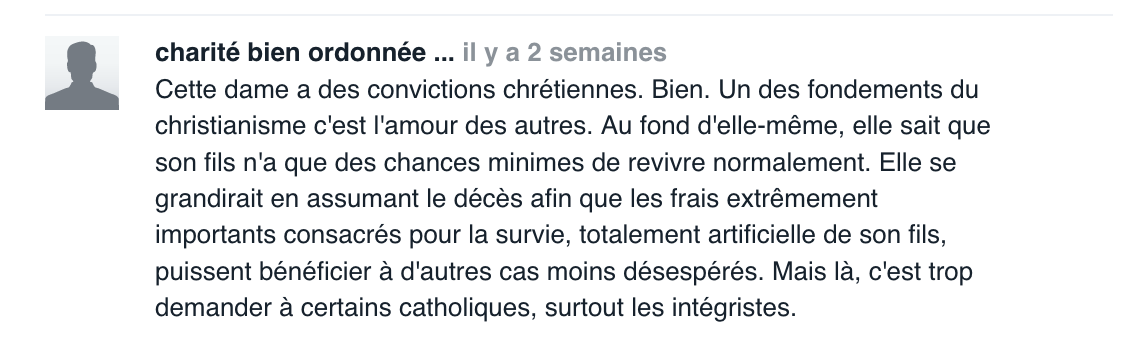 charité bien ordonnée ... il y a 2 semaines
Cette dame a des convictions chrétiennes. Bien. Un des fondements du
christianisme c'est l'amour des autres. Au fond d'elle-même, elle sait que
son fils n'a que des chances minimes de revivre normalement. Elle se
grandirait en assumant le décès afin que les frais extrêmement
importants consacrés pour la survie, totalement artificielle de son fils,
puissent bénéficier à d'autres cas moins désespérés. Mais là, c'est trop
demander à certains catholiques, surtout les intégristes.